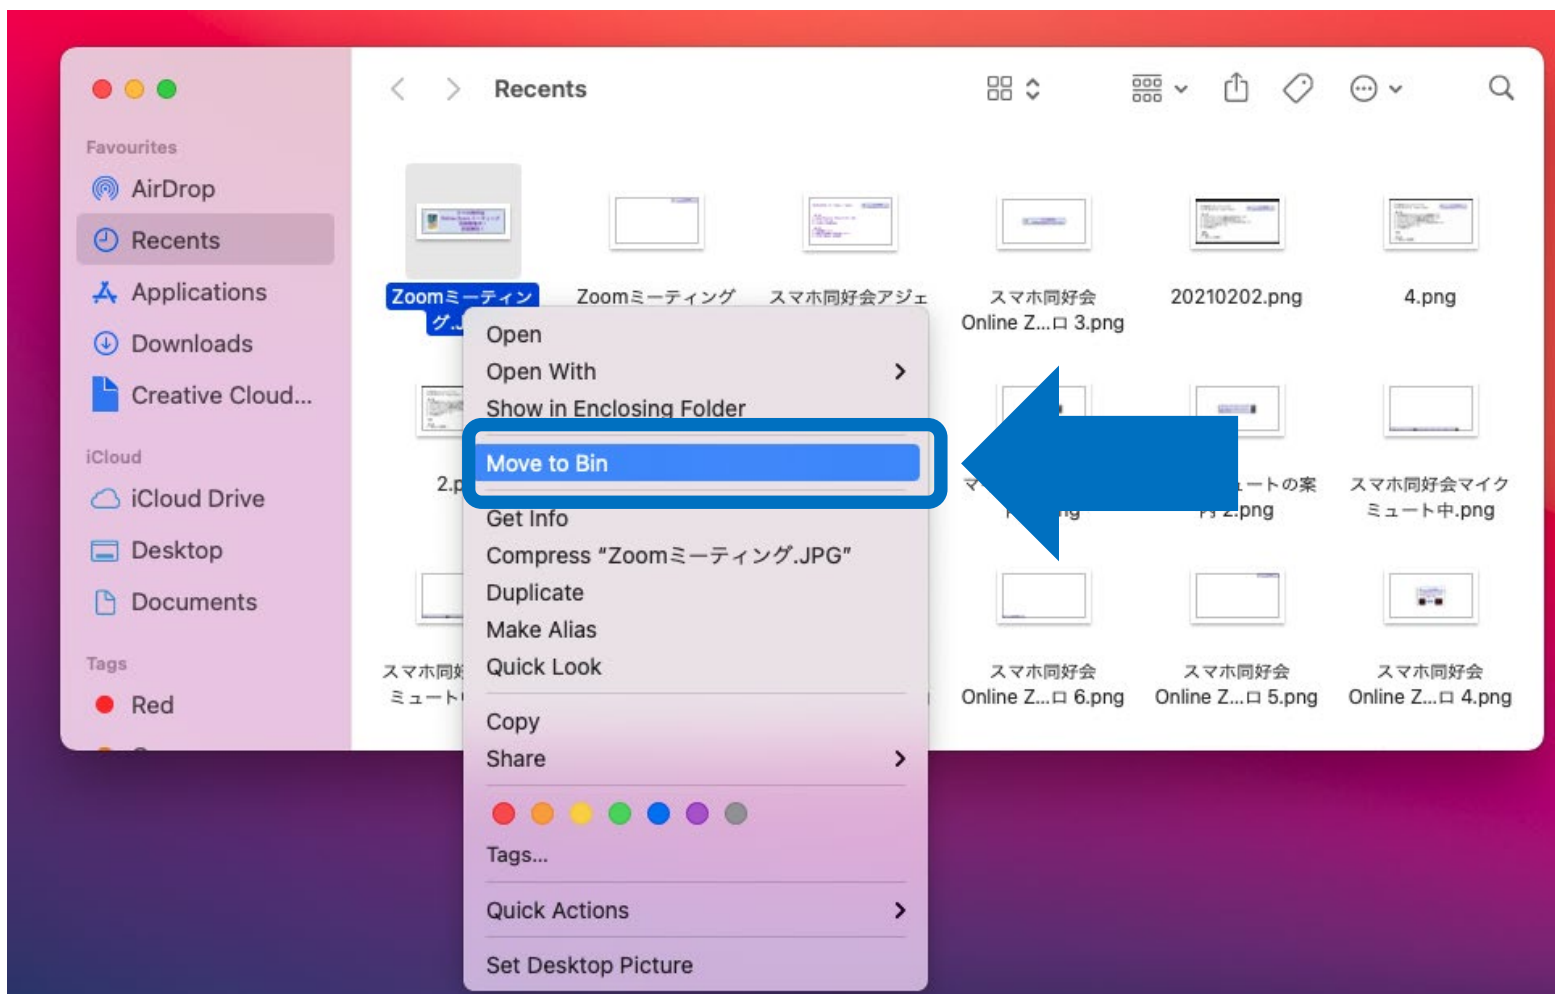 Recents
Favourites
AirDrop
Recents
Applications
Downloads
Creative Cloud...
iCloud
iCloud Drive
Desktop
Documents
Tags
Red
Zoomミーティン
Zoomミーティング
スマホ同好会アジェ
スマホ同好会
Online Z...ロ 3.png
20210202.png
4.png
スマホ同好会マイク
ミュート中.png
スマホ同好会
Online Z...ロ 6.png
スマホ同好会
Online Z...ロ 5.png
スマホ同好会
Online Z...ロ 4.png
Open
Open With
Show in Enclosing Folder
Move to Bin
Get Info
Compress “Zoomミーティング.JPG”
Duplicate
Make Alias
Quick Look
Copy
Share
Tags...
Quick Actions
Set Desktop Picture